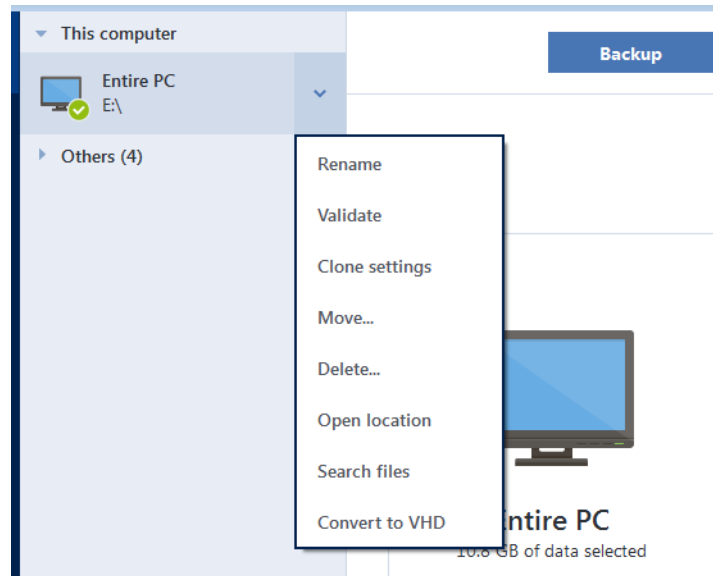 This computer
Backup
Entire PC
E:\
Others (4)
Rename
Validate
Clone settings
Move...
Delete...
Open location
Search files
Convert to VHD
ntire PC
10.8 GB of data selected